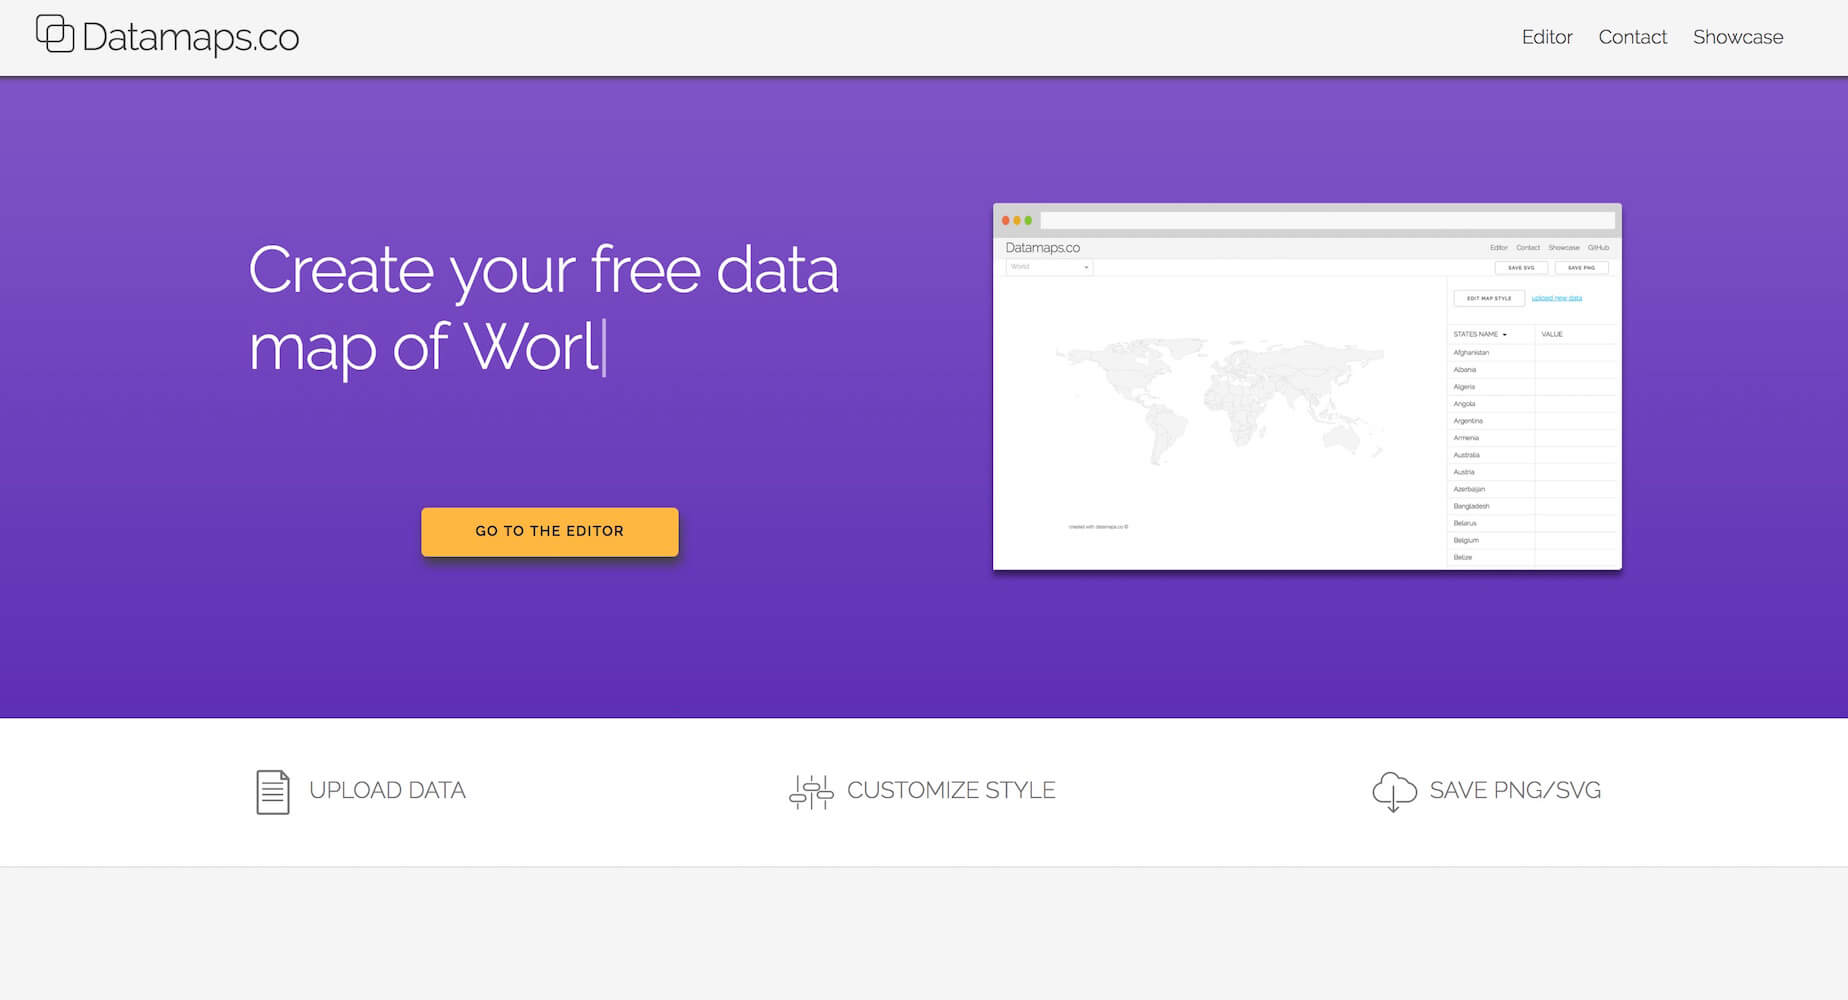 Datamaps.co
Editor Contact Showcase
Create your free data
map of Worl
GO TO THE EDITOR
Datamaps.co
Editor Contact Showcase GitHub
World
SAVE SVG SAVE PNG
EDIT MAP STYLE upload new data
STATES NAME VALUE
Afghanistan
Albania
Algeria
Angola
Argentina
Armenia
Australia
Austria
Azerbaijan
Bangladesh
Belarus
Belgium
Belize
created with datamaps.co ©
UPLOAD DATA
CUSTOMIZE STYLE
SAVE PNG/SVG